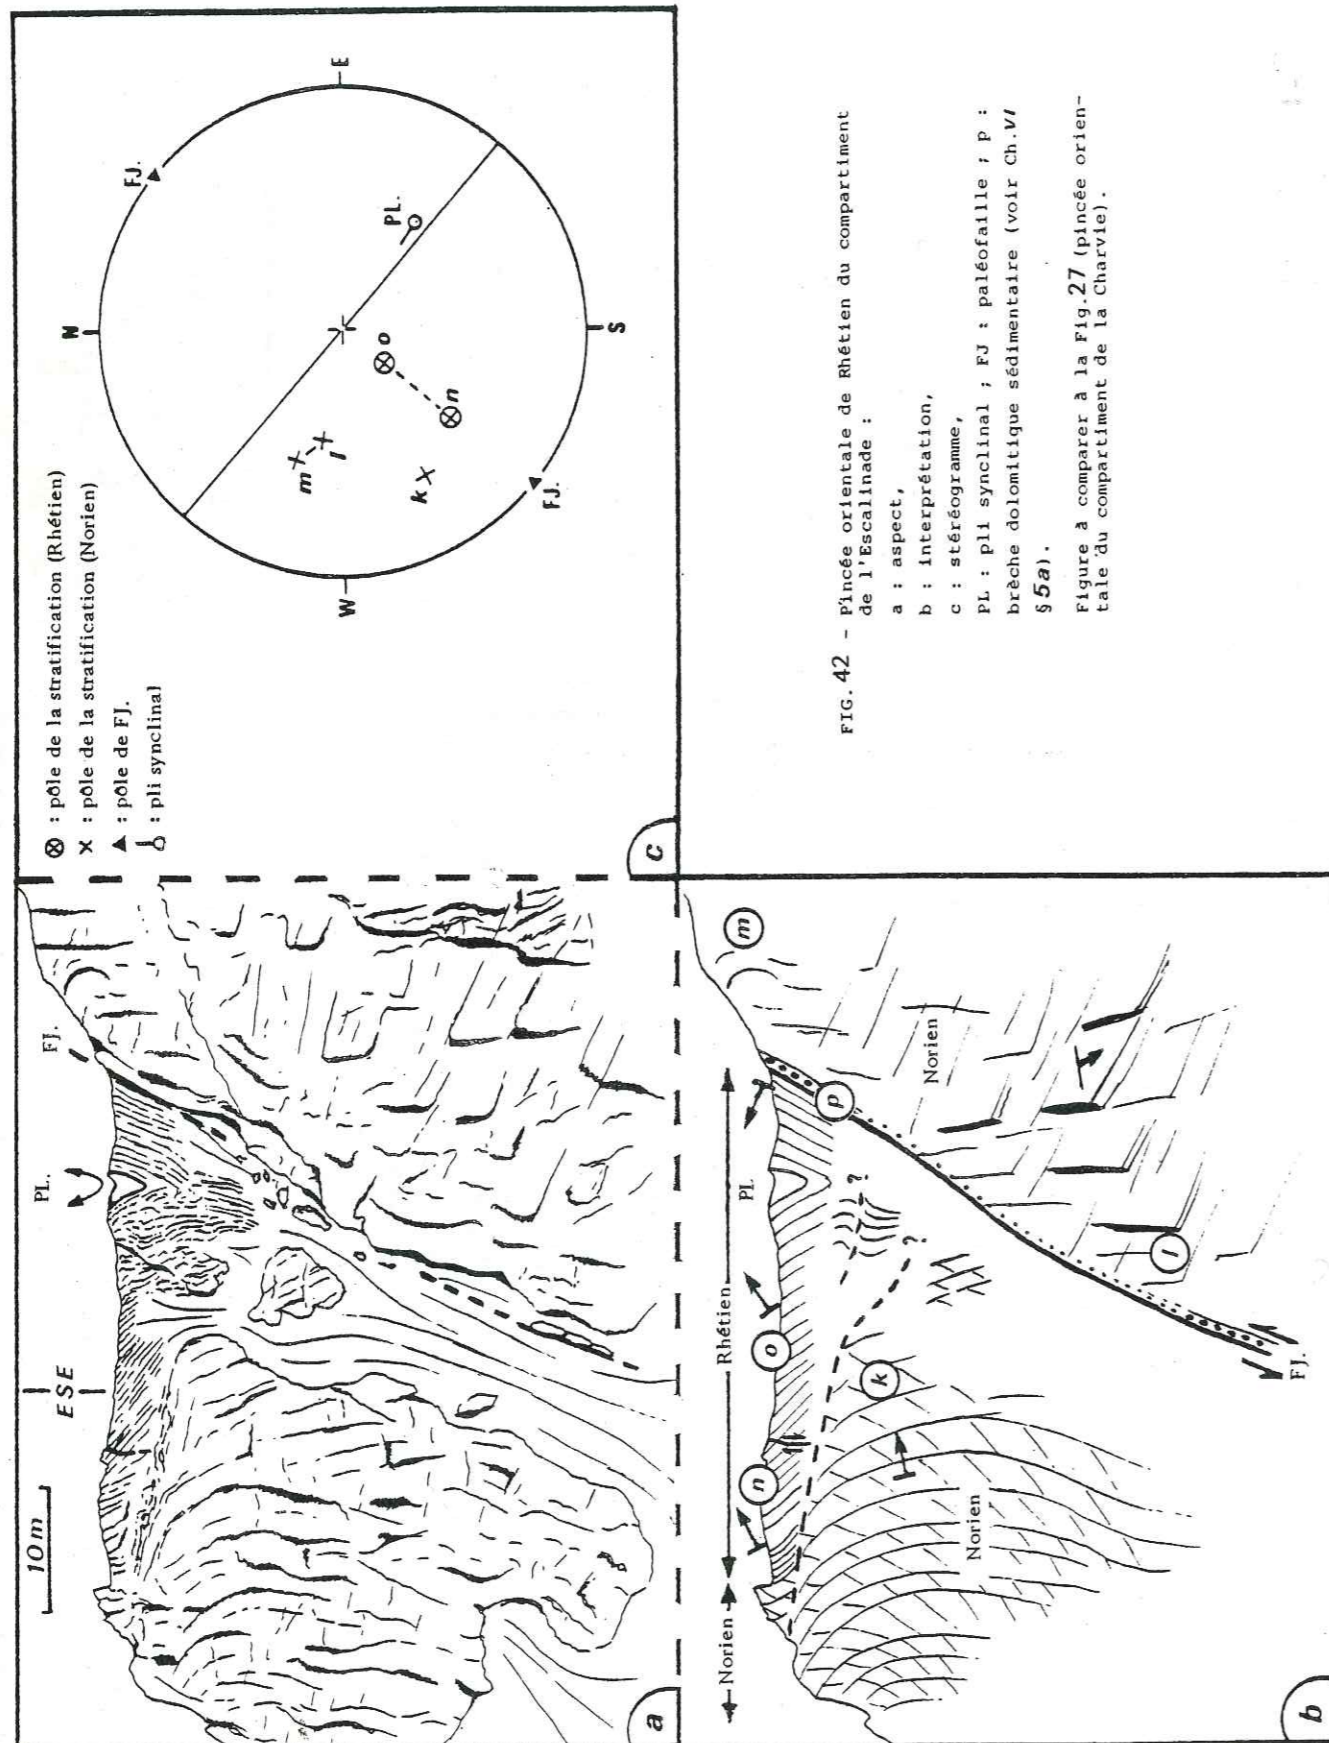 10m
ESE
PL.
FJ.
a
⊗ : pôle de la stratification (Rhétien)
x : pôle de la stratification (Norien)
▲ : pôle de FJ.
: pli synclinal
N
FJ.
m
l
k
n
o
PL.
FJ.
W
E
S
c
Norien
Rhétien
PL.
n
o
m
p
k
?
?
Norien
Norien
l
FJ.
b
FIG. 42 - Pincée orientale de Rhétien du compartiment
de l'Escalinade :
a : aspect,
b : interprétation,
c : stéréogramme,
PL : pli synclinal ; FJ : paléofaille ; p :
brèche dolomitique sédimentaire (voir Ch. VI
§ 5a).
Figure à comparer à la Fig. 27 (pincée orien-
tale du compartiment de la Charvie).